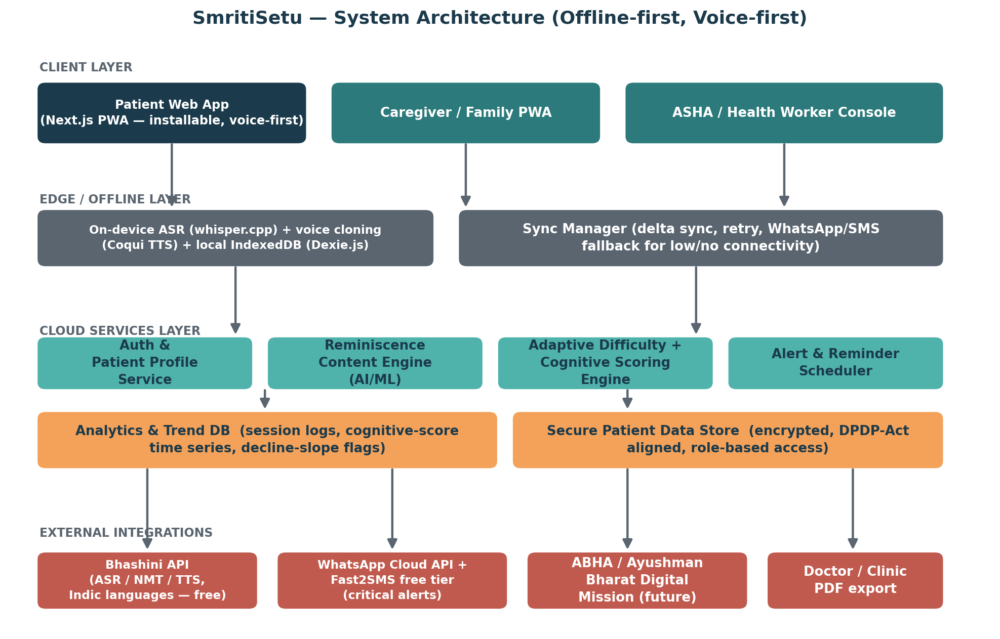 SmritiSetu — System Architecture (Offline-first, Voice-first)
CLIENT LAYER
Patient Web App
(Next.js PWA — installable, voice-first)
Caregiver / Family PWA
ASHA / Health Worker Console
EDGE / OFFLINE LAYER
On-device ASR (whisper.cpp) + voice cloning
(Coqui TTS) + local IndexedDB (Dexie.js)
Sync Manager (delta sync, retry, WhatsApp/SMS
fallback for low/no connectivity)
CLOUD SERVICES LAYER
Auth &
Patient Profile
Service
Reminiscence
Content Engine
(AI/ML)
Adaptive Difficulty +
Cognitive Scoring
Engine
Alert & Reminder
Scheduler
Analytics & Trend DB  (session logs, cognitive-score
time series, decline-slope flags)
Secure Patient Data Store  (encrypted, DPDP-Act
aligned, role-based access)
EXTERNAL INTEGRATIONS
Bhashini API
(ASR / NMT / TTS,
Indic languages — free)
WhatsApp Cloud API +
Fast2SMS free tier
(critical alerts)
ABHA / Ayushman
Bharat Digital
Mission (future)
Doctor / Clinic
PDF export